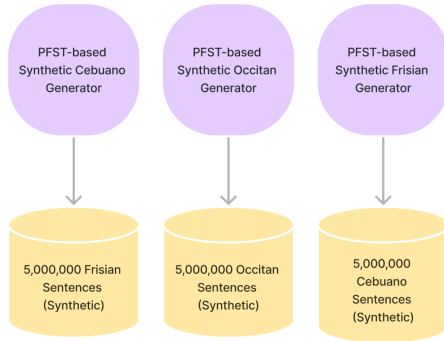 PFST-based
Synthetic Cebuano
Generator
PFST-based
Synthetic Occitan
Generator
PFST-based
Synthetic Frisian
Generator
5,000,000 Frisian
Sentences
(Synthetic)
5,000,000 Occitan
Sentences
(Synthetic)
5,000,000
Cebuano
Sentences
(Synthetic)